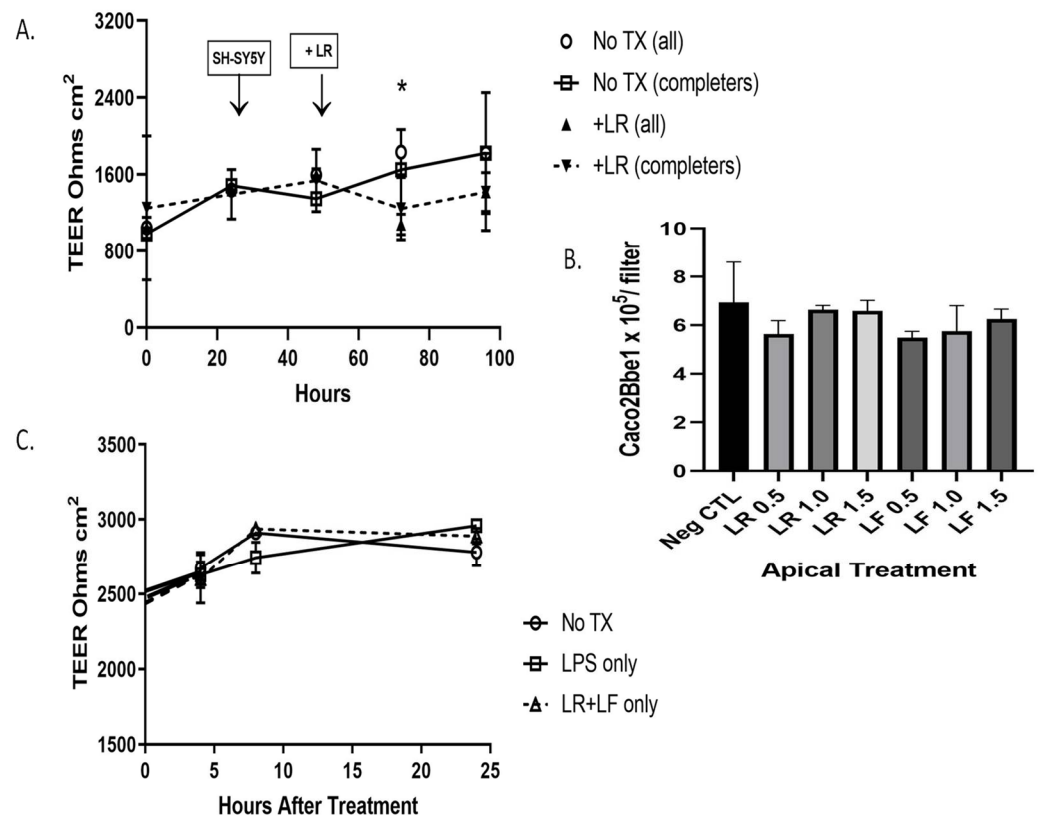 A.
TEER Ohms cm²
3200
2400
1600
800
0
SH-SY5Y
+ LR
*
0 20 40 60 80 100
Hours
No TX (all)
No TX (completers)
+LR (all)
+LR (completers)
B.
Caco2Bbe1 x 10⁵/ filter
10
8
6
4
2
0
Neg CTL
LR 0.5
LR 1.0
LR 1.5
LF 0.5
LF 1.0
LF 1.5
Apical Treatment
C.
TEER Ohms cm²
3500
3000
2500
2000
1500
0 5 10 15 20 25
Hours After Treatment
No TX
LPS only
LR+LF only